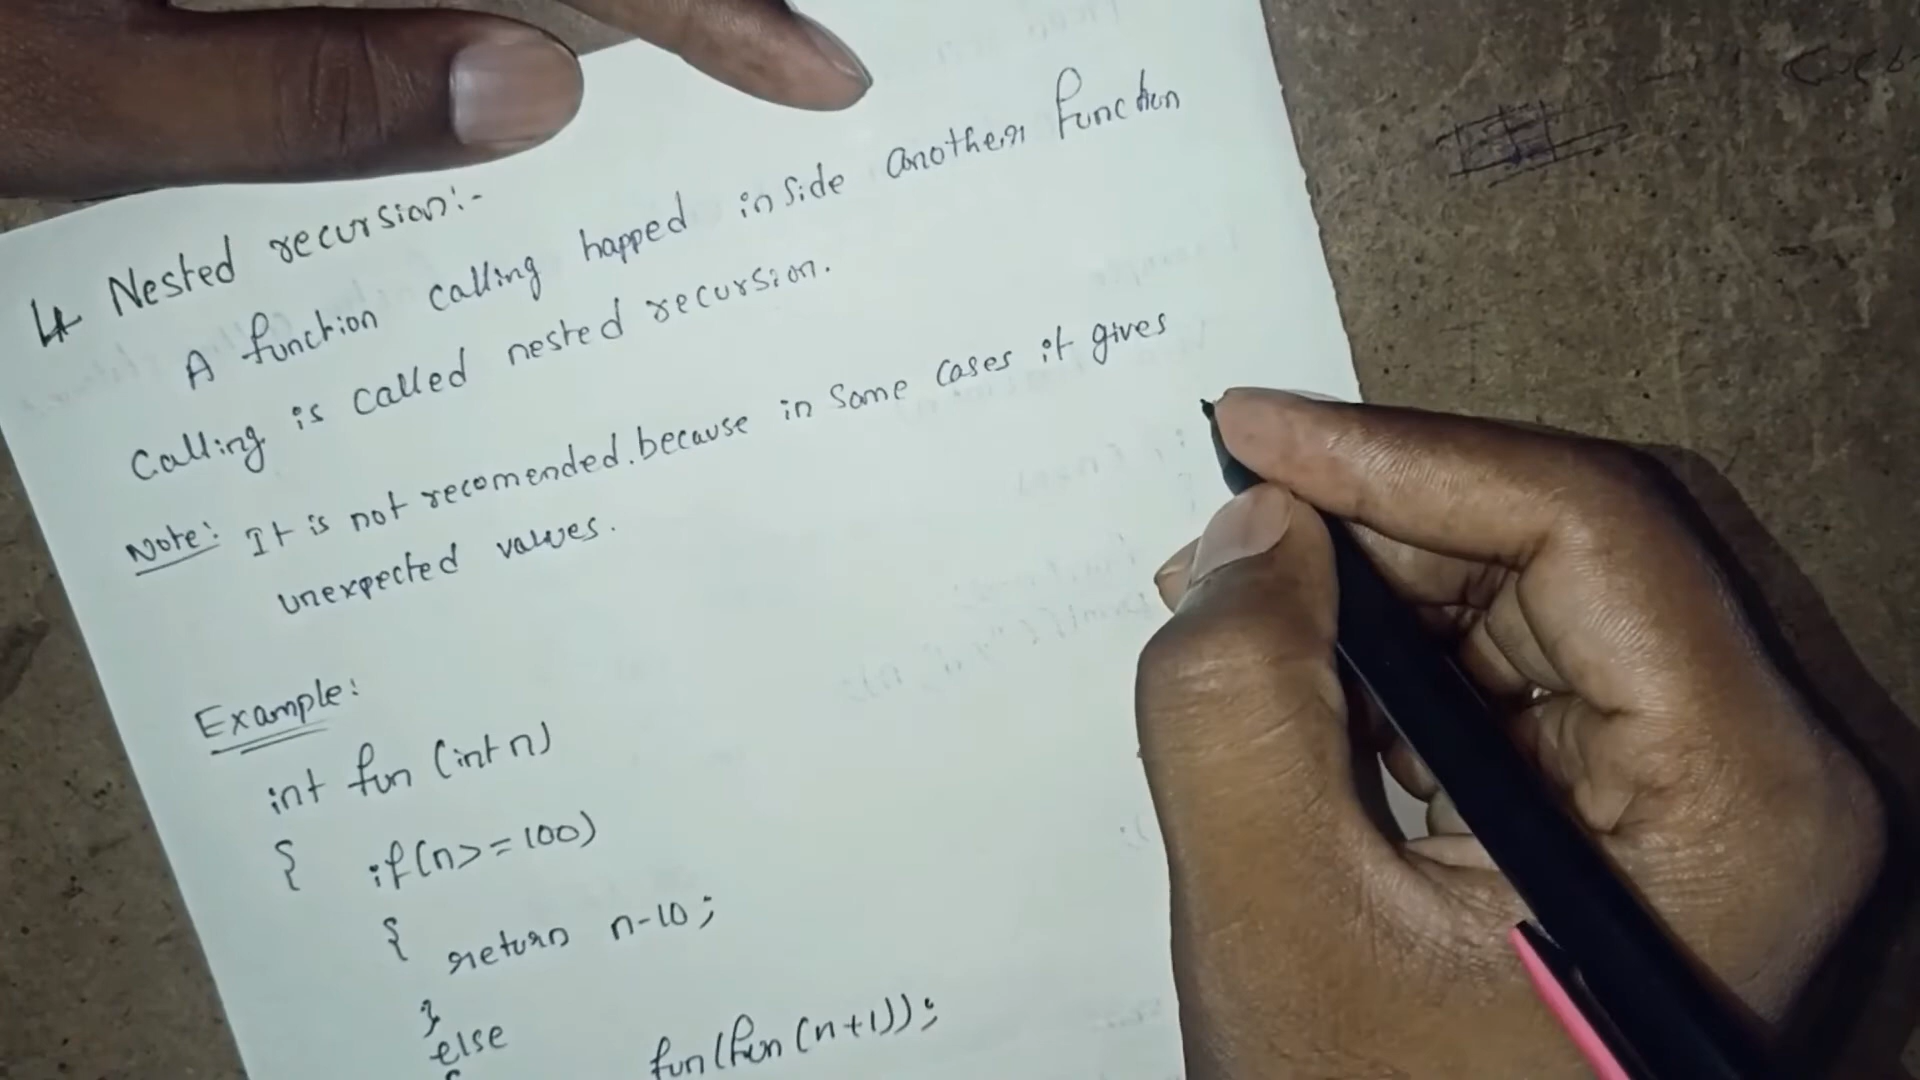 4 Nested recursion:-
A function calling happed inside another function
calling is called nested recursion.
Note: It is not recomended. because in some cases it gives
unexpected values.
Example:
int fun (int n)
{ if(n>=100)
{ return n-10;
}
else
fun(fun(n+1));